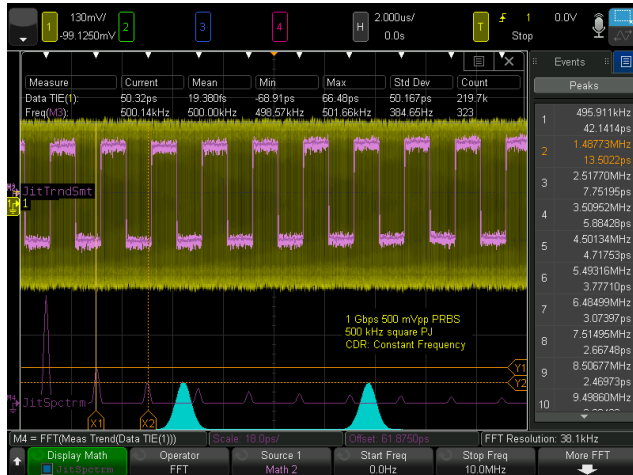 1 130mV/ 2 3 4 H 2.000us/ T 1 0.0V
-99.1250mV 0.0s Stop
Measure Current Mean Min Max Std Dev Count
Data TIE(1): 50.32ps 19.380fs -68.91ps 66.48ps 50.167ps 219.7k
Freq(M3): 500.14kHz 500.00kHz 498.57kHz 501.66kHz 384.65Hz 323
JitTrndSmt
1
1 Gbps 500 mVpp PRBS
500 kHz square PJ
CDR: Constant Frequency
Y1
Y2
JitSpctrm
X1 X2
Events
Peaks
1 495.911kHz
42.1414ps
2 1.48773MHz
13.5022ps
3 2.51770MHz
7.75195ps
4 3.50952MHz
5.88428ps
5 4.50134MHz
4.71753ps
6 5.49316MHz
3.77710ps
7 6.48499MHz
3.07397ps
8 7.51495MHz
2.66748ps
9 8.50677MHz
2.46973ps
10 9.49860MHz
M4 = FFT(Meas Trend(Data TIE(1))) Scale: 18.0ps/ Offset: 61.8750ps FFT Resolution: 38.1kHz
Display Math Operator Source 1 Start Freq Stop Freq More FFT
JitSpctrm FFT Math 2 0.0Hz 10.0MHz